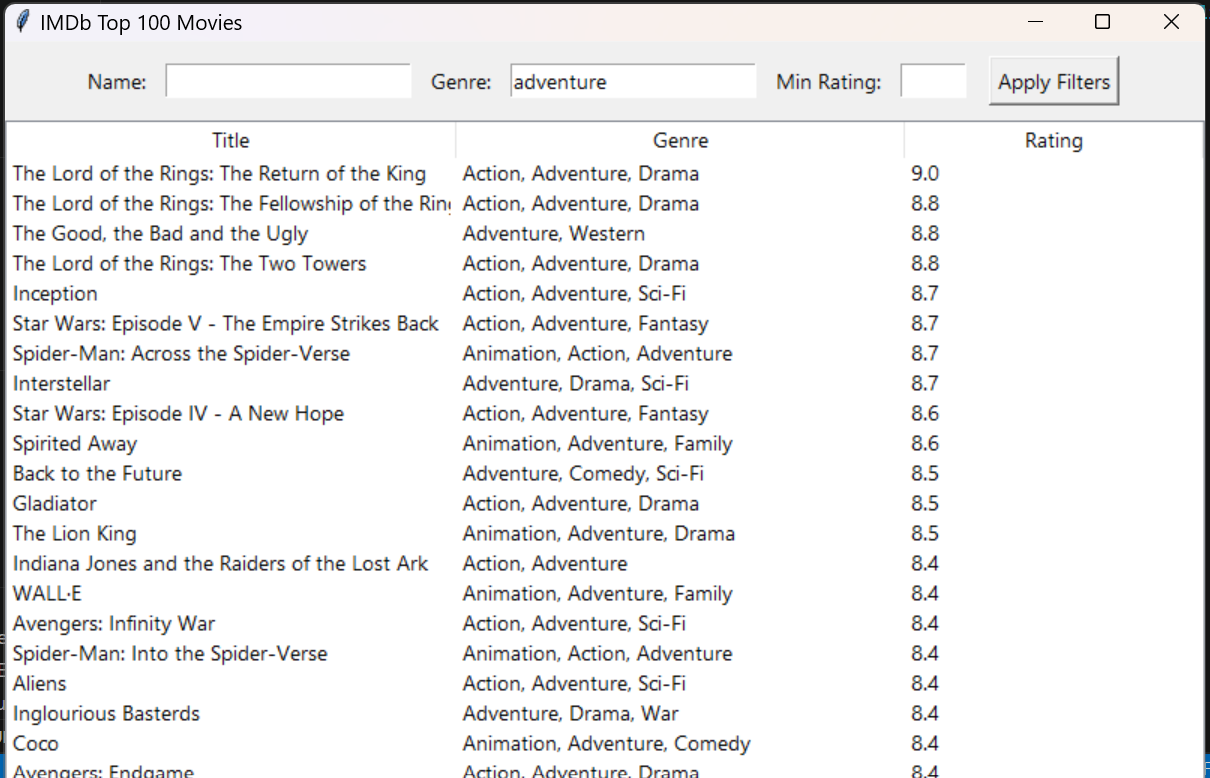 IMDb Top 100 Movies
Name: Genre: adventure Min Rating: Apply Filters
Title Genre Rating
The Lord of the Rings: The Return of the King Action, Adventure, Drama 9.0
The Lord of the Rings: The Fellowship of the Rin Action, Adventure, Drama 8.8
The Good, the Bad and the Ugly Adventure, Western 8.8
The Lord of the Rings: The Two Towers Action, Adventure, Drama 8.8
Inception Action, Adventure, Sci-Fi 8.7
Star Wars: Episode V - The Empire Strikes Back Action, Adventure, Fantasy 8.7
Spider-Man: Across the Spider-Verse Animation, Action, Adventure 8.7
Interstellar Adventure, Drama, Sci-Fi 8.7
Star Wars: Episode IV - A New Hope Action, Adventure, Fantasy 8.6
Spirited Away Animation, Adventure, Family 8.6
Back to the Future Adventure, Comedy, Sci-Fi 8.5
Gladiator Action, Adventure, Drama 8.5
The Lion King Animation, Adventure, Drama 8.5
Indiana Jones and the Raiders of the Lost Ark Action, Adventure 8.4
WALL·E Animation, Adventure, Family 8.4
Avengers: Infinity War Action, Adventure, Sci-Fi 8.4
Spider-Man: Into the Spider-Verse Animation, Action, Adventure 8.4
Aliens Action, Adventure, Sci-Fi 8.4
Inglourious Basterds Adventure, Drama, War 8.4
Coco Animation, Adventure, Comedy 8.4
Avengers: Endgame Action, Adventure, Drama 8.4